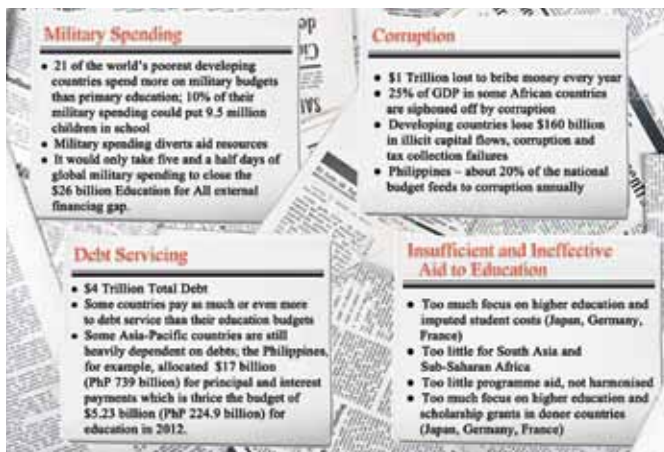 Military Spending
• 21 of the world's poorest developing
countries spend more on military budgets
than primary education; 10% of their
military spending could put 9.5 million
children in school
• Military spending diverts aid resources
• It would only take five and a half days of
global military spending to close the
$26 billion Education for All external
financing gap.
Corruption
• $1 Trillion lost to bribe money every year
• 25% of GDP in some African countries
are siphoned off by corruption
• Developing countries lose $160 billion
in illicit capital flows, corruption and
tax collection failures
• Philippines – about 20% of the national
budget feeds to corruption annually
Debt Servicing
• $4 Trillion Total Debt
• Some countries pay as much or even more
to debt service than their education budgets
• Some Asia-Pacific countries are still
heavily dependent on debts; the Philippines,
for example, allocated $17 billion
(PhP 739 billion) for principal and interest
payments which is thrice the budget of
$5.23 billion (PhP 224.9 billion) for
education in 2012.
Insufficient and Ineffective
Aid to Education
• Too much focus on higher education and
imputed student costs (Japan, Germany,
France)
• Too little for South Asia and
Sub-Saharan Africa
• Too little programme aid, not harmonised
• Too much focus on higher education and
scholarship grants in donor countries
(Japan, Germany, France)